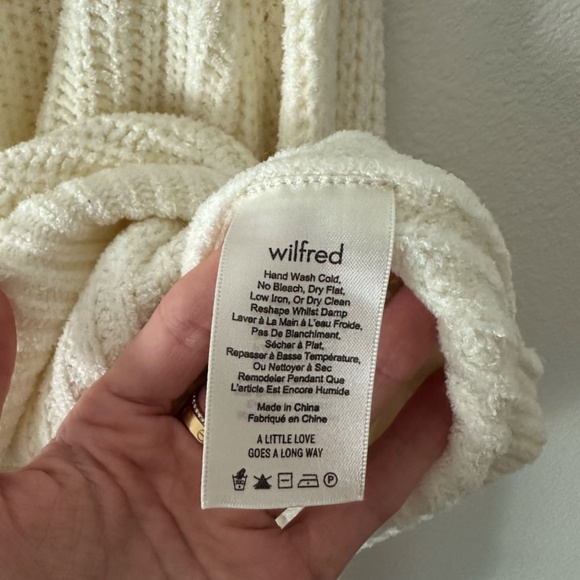 wilfred
Hand Wash Cold,
No Bleach, Dry Flat,
Low Iron, Or Dry Clean
Reshape Whilst Damp
Laver à La Main à L'eau Froide,
Pas De Blanchiment,
Sécher à Plat,
Repasser à Basse Température,
Ou Nettoyer à Sec
Remodeler Pendant Que
L'article Est Encore Humide
Made in China
Fabriqué en China
A LITTLE LOVE
GOES A LONG WAY
P